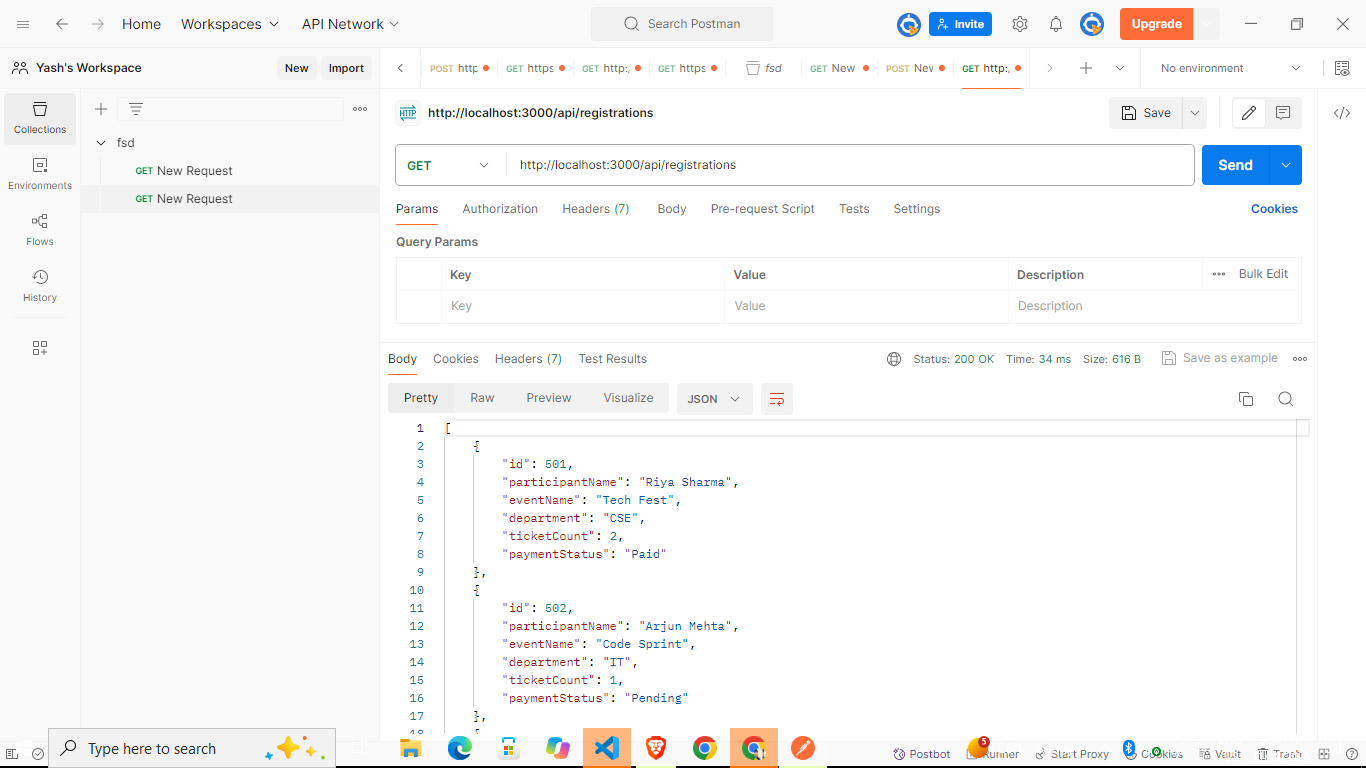 Home Workspaces API Network Search Postman Invite Upgrade
Yash's Workspace New Import POST http GET https GET http:, GET https fsd GET New POST New GET http:, No environment
Collections
Environments
Flows
History
fsd
GET New Request
GET New Request
HTTP http://localhost:3000/api/registrations Save
GET http://localhost:3000/api/registrations Send
Params Authorization Headers (7) Body Pre-request Script Tests Settings Cookies
Query Params
Key Value Description Bulk Edit
Key Value Description
Body Cookies Headers (7) Test Results Status: 200 OK Time: 34 ms Size: 616 B Save as example
Pretty Raw Preview Visualize JSON
1 [
2 {
3 "id": 501,
4 "participantName": "Riya Sharma",
5 "eventName": "Tech Fest",
6 "department": "CSE",
7 "ticketCount": 2,
8 "paymentStatus": "Paid"
9 },
10 {
11 "id": 502,
12 "participantName": "Arjun Mehta",
13 "eventName": "Code Sprint",
14 "department": "IT",
15 "ticketCount": 1,
16 "paymentStatus": "Pending"
17 },
18
Type here to search Postbot 5 Runner Start Proxy Cookies Vault Trash